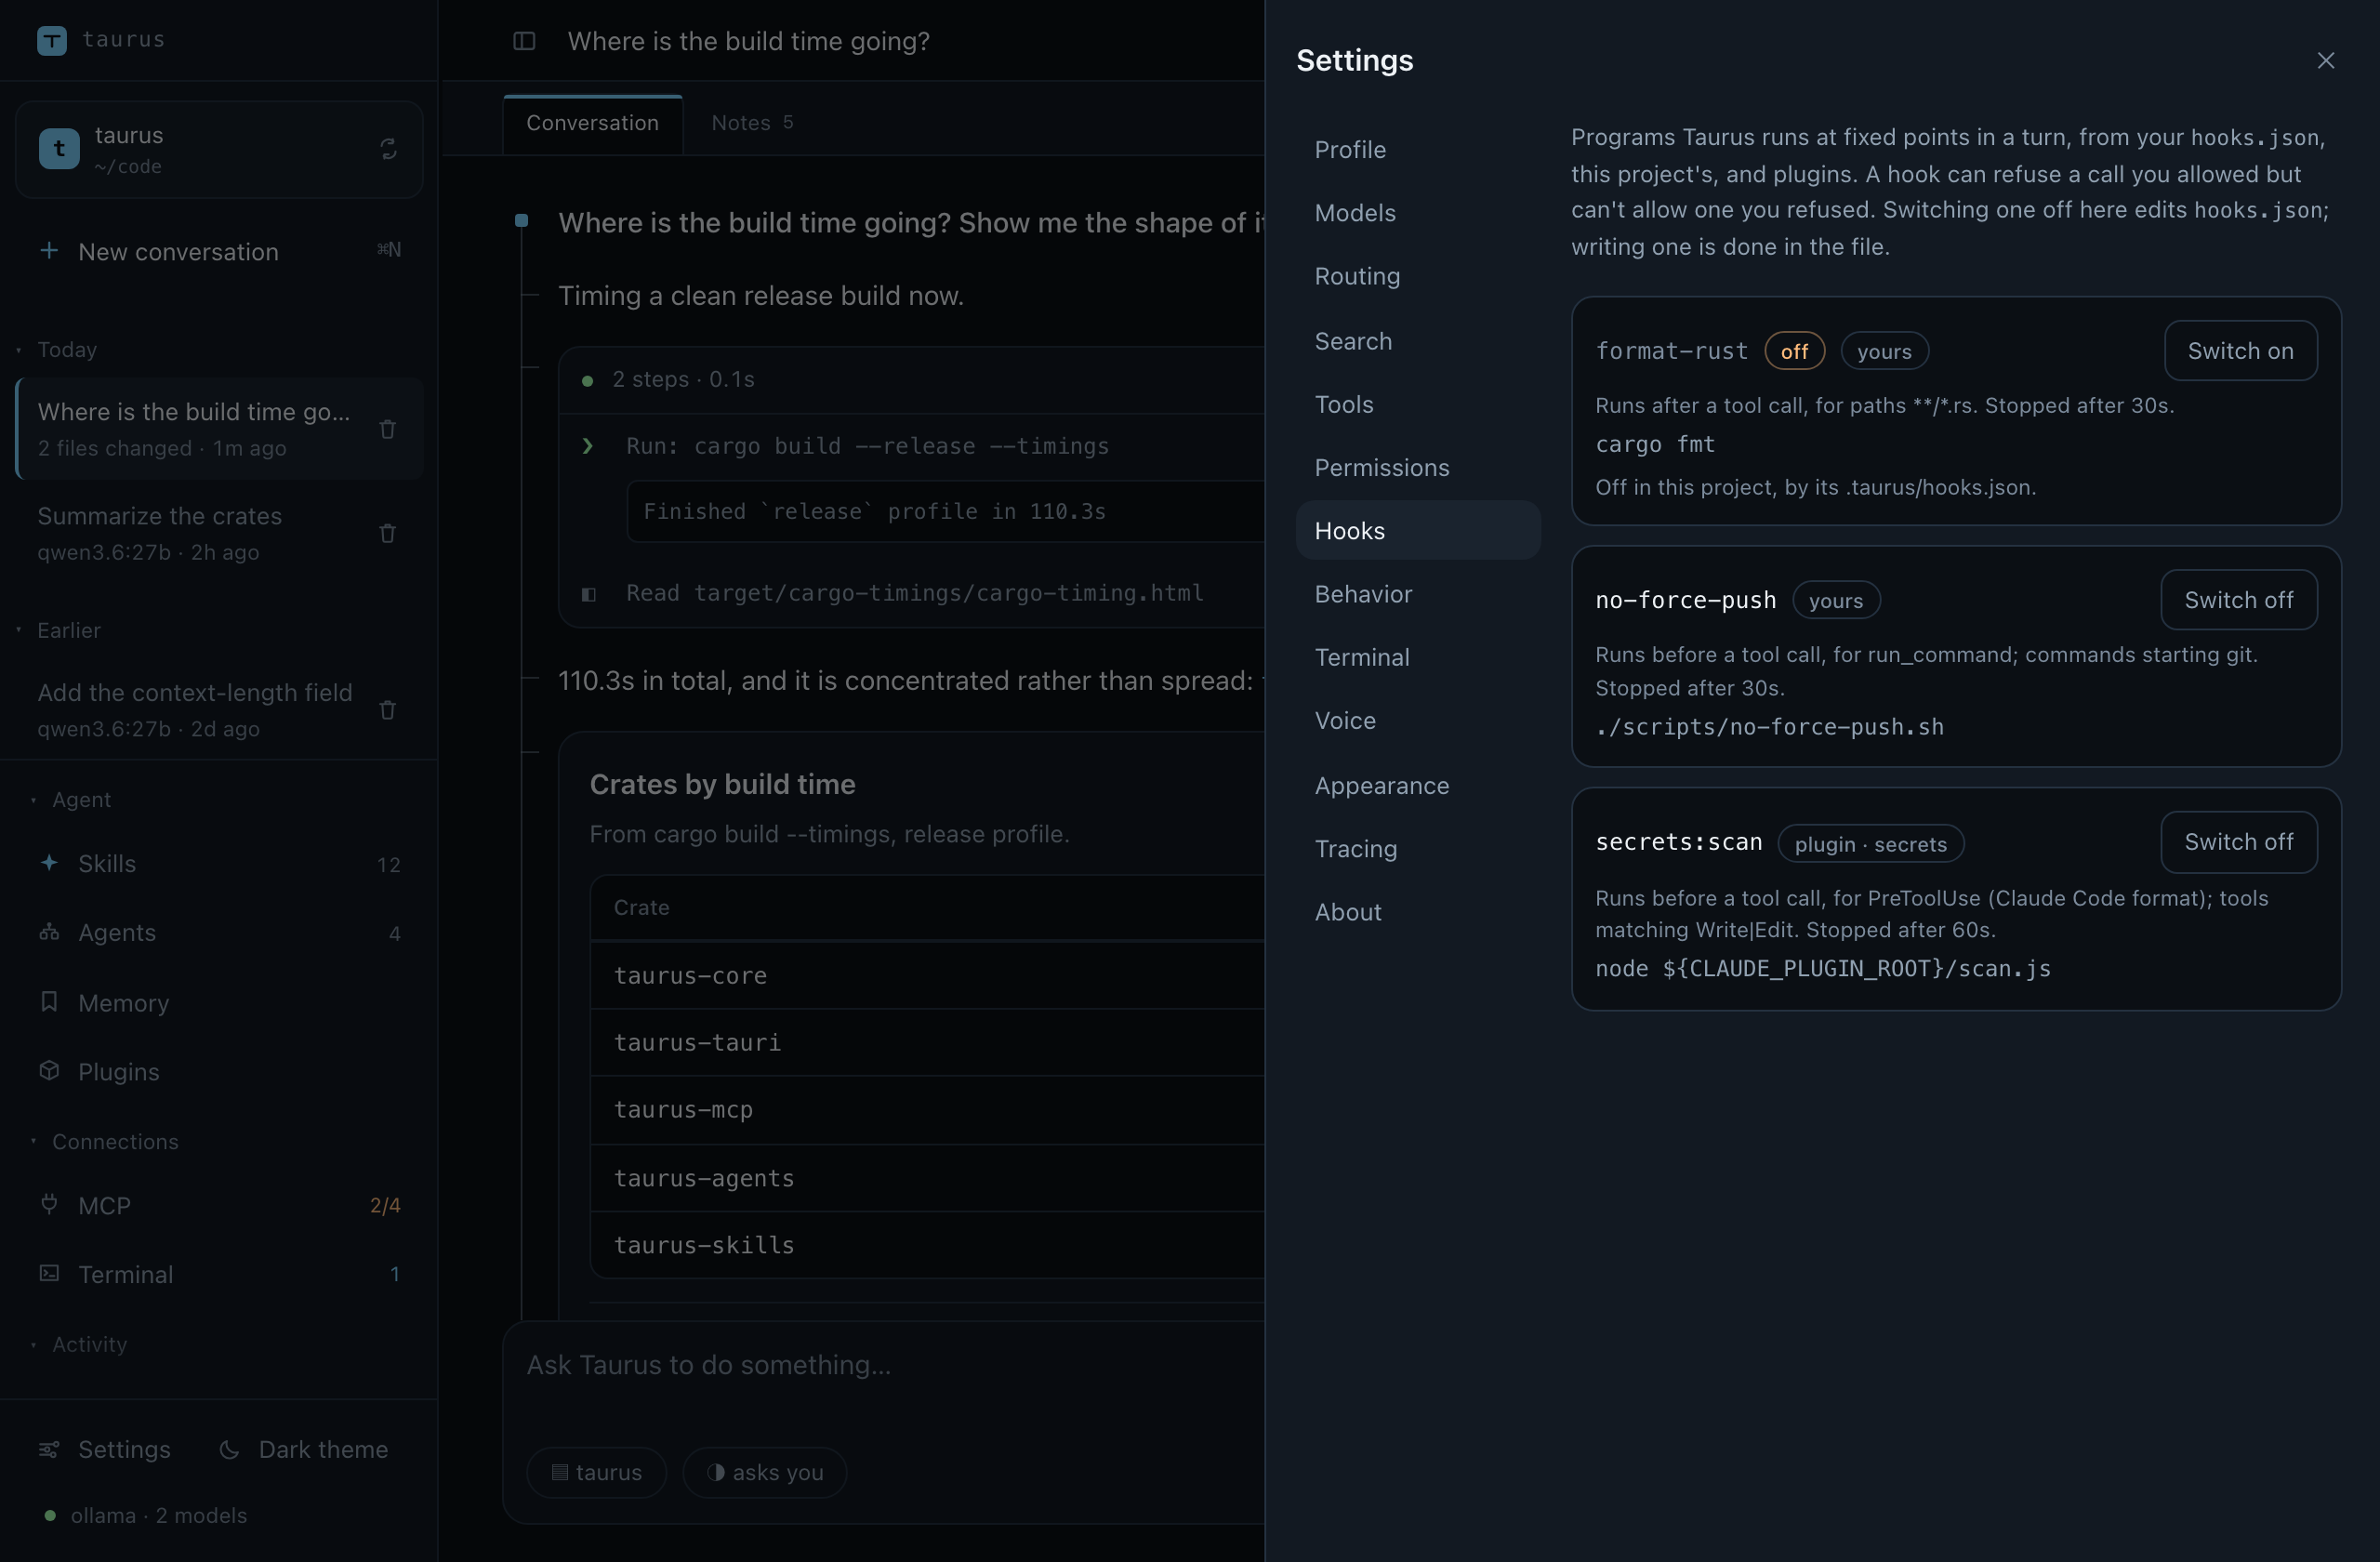 taurus
t
taurus
~/code
New conversation
⌘N
Today
Where is the build time go...
2 files changed · 1m ago
Summarize the crates
qwen3.6:27b · 2h ago
Earlier
Add the context-length field
qwen3.6:27b · 2d ago
Agent
Skills 12
Agents 4
Memory
Plugins
Connections
MCP 2/4
Terminal 1
Activity
Settings
Dark theme
ollama · 2 models
Where is the build time going?
Conversation
Notes 5
Where is the build time going? Show me the shape of it
Timing a clean release build now.
2 steps · 0.1s
Run: cargo build --release --timings
Finished `release` profile in 110.3s
Read target/cargo-timings/cargo-timing.html
110.3s in total, and it is concentrated rather than spread:
Crates by build time
From cargo build --timings, release profile.
Crate
taurus-core
taurus-tauri
taurus-mcp
taurus-agents
taurus-skills
Ask Taurus to do something...
taurus
asks you
Settings
Profile
Models
Routing
Search
Tools
Permissions
Hooks
Behavior
Terminal
Voice
Appearance
Tracing
About
Programs Taurus runs at fixed points in a turn, from your hooks.json,
this project's, and plugins. A hook can refuse a call you allowed but
can't allow one you refused. Switching one off here edits hooks.json;
writing one is done in the file.
format-rust off yours
Switch on
Runs after a tool call, for paths **/*.rs. Stopped after 30s.
cargo fmt
Off in this project, by its .taurus/hooks.json.
no-force-push yours
Switch off
Runs before a tool call, for run_command; commands starting git.
Stopped after 30s.
./scripts/no-force-push.sh
secrets:scan plugin · secrets
Switch off
Runs before a tool call, for PreToolUse (Claude Code format); tools
matching Write|Edit. Stopped after 60s.
node ${CLAUDE_PLUGIN_ROOT}/scan.js